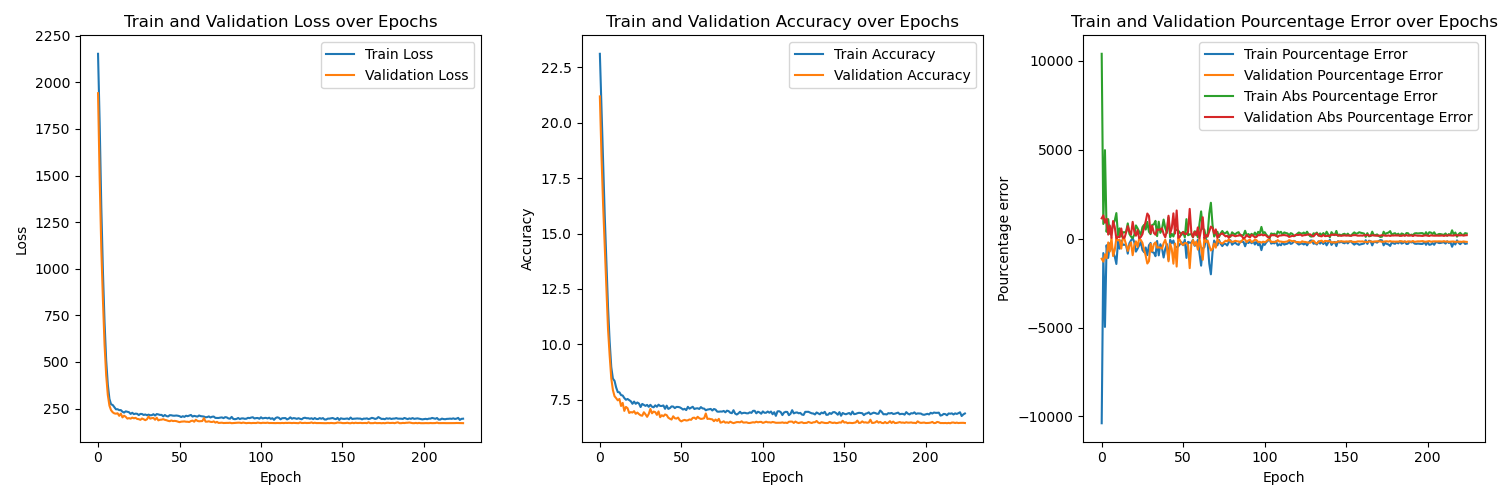 Train and Validation Loss over Epochs
2250
2000
1750
1500
1250
1000
750
500
250
0
50
100
150
200
Loss
Epoch
Train Loss
Validation Loss
Train and Validation Accuracy over Epochs
22.5
20.0
17.5
15.0
12.5
10.0
7.5
0
50
100
150
200
Accuracy
Epoch
Train Accuracy
Validation Accuracy
Train and Validation Pourcentage Error over Epochs
10000
5000
0
−5000
−10000
0
50
100
150
200
Pourcentage error
Epoch
Train Pourcentage Error
Validation Pourcentage Error
Train Abs Pourcentage Error
Validation Abs Pourcentage Error